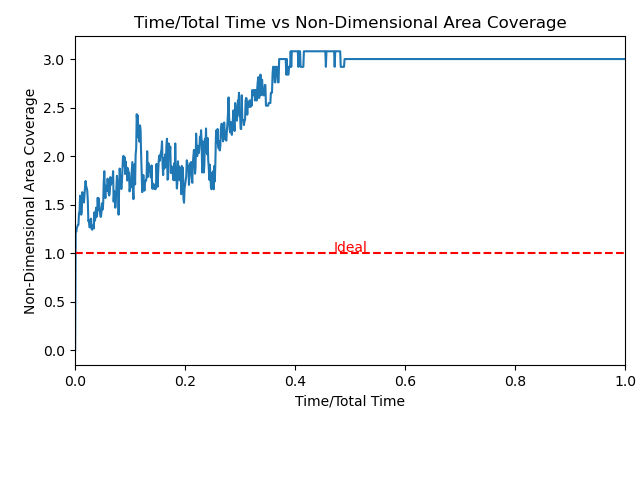 Time/Total Time vs Non-Dimensional Area Coverage
3.0
2.5
2.0
1.5
1.0
0.5
0.0
Non-Dimensional Area Coverage
Ideal
0.0 0.2 0.4 0.6 0.8 1.0
Time/Total Time